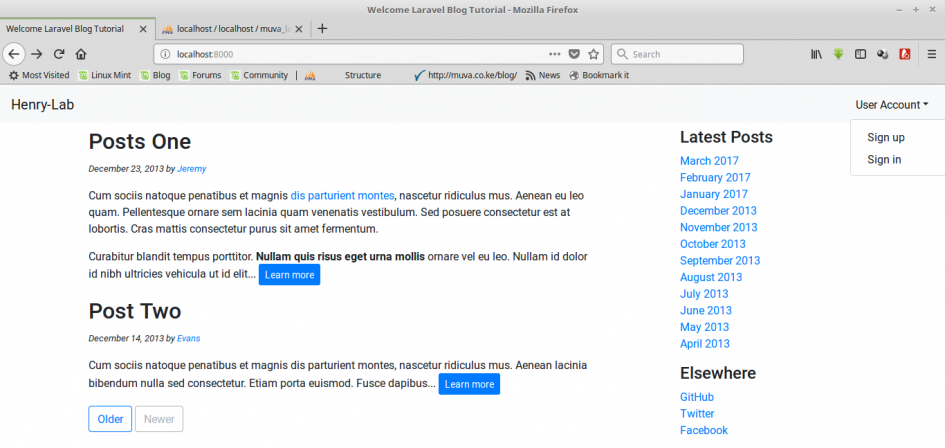 Welcome Laravel Blog Tutorial - Mozilla Firefox
Welcome Laravel Blog Tutorial
localhost / localhost / muva_l
localhost:8000
Search
Most Visited
Linux Mint
Blog
Forums
Community
Structure
http://muva.co.ke/blog/
News
Bookmark it
Henry-Lab
User Account
Sign up
Sign in
Posts One
December 23, 2013 by Jeremy
Cum sociis natoque penatibus et magnis dis parturient montes, nascetur ridiculus mus. Aenean eu leo
quam. Pellentesque ornare sem lacinia quam venenatis vestibulum. Sed posuere consectetur est at
lobortis. Cras mattis consectetur purus sit amet fermentum.
Curabitur blandit tempus porttitor. Nullam quis risus eget urna mollis ornare vel eu leo. Nullam id dolor
id nibh ultricies vehicula ut id elit... Learn more
Post Two
December 14, 2013 by Evans
Cum sociis natoque penatibus et magnis dis parturient montes, nascetur ridiculus mus. Aenean lacinia
bibendum nulla sed consectetur. Etiam porta euismod. Fusce dapibus... Learn more
Older
Newer
Latest Posts
March 2017
February 2017
January 2017
December 2013
November 2013
October 2013
September 2013
August 2013
July 2013
June 2013
May 2013
April 2013
Elsewhere
GitHub
Twitter
Facebook